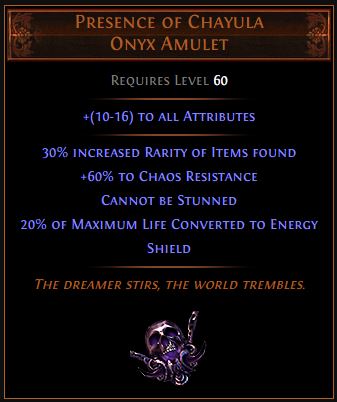 Presence of Chayula
Onyx Amulet
Requires Level 60
+(10-16) to all Attributes
30% increased Rarity of Items found
+60% to Chaos Resistance
Cannot be Stunned
20% of Maximum Life Converted to Energy
Shield
The dreamer stirs, the world trembles.